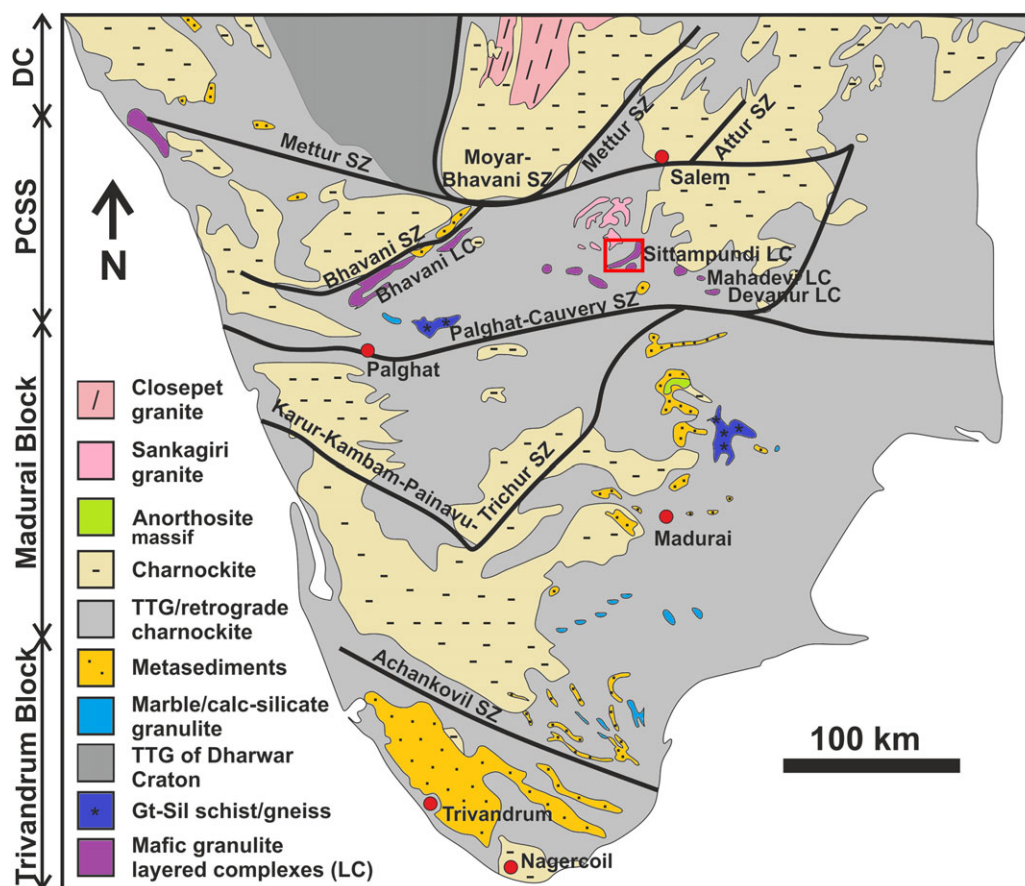 DC
PCSS
Madurai Block
Trivandrum Block
N
Mettur SZ
Moyar-
Bhavani SZ
Mettur SZ
Attur SZ
Salem
Bhavani SZ
Bhavani LC
Sittampundi LC
Mahadevi LC
Devanur LC
Palghat-Cauvery SZ
Palghat
Karur-Kambam-Painavu-
Trichur SZ
Madurai
Achankovil SZ
Trivandrum
Nagercoil
100 km
Closepet
granite
Sankagiri
granite
Anorthosite
massif
Charnockite
TTG/retrograde
charnockite
Metasediments
Marble/calc-silicate
granulite
TTG of Dharwar
Craton
Gt-Sil schist/gneiss
Mafic granulite
layered complexes (LC)